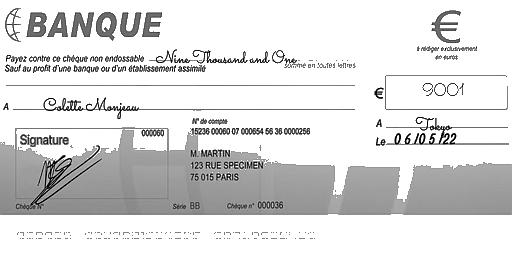 BANQUE
€
à rédiger exclusivement
en euros
Payez contre ce chèque non endossable Nine Thousand and One
Sauf au profit d'une banque ou d'un établissement assimilé
somme en toutes lettres
€ 9001
A Colette Monjeau
A Tokyo
Le 06/05/22
Signature
000060
N° de compte
15236 00060 07 000654 56 36 0000256
M. MARTIN
123 RUE SPECIMEN
75 015 PARIS
Chèque N°
Série BB
Chèque n° 000036